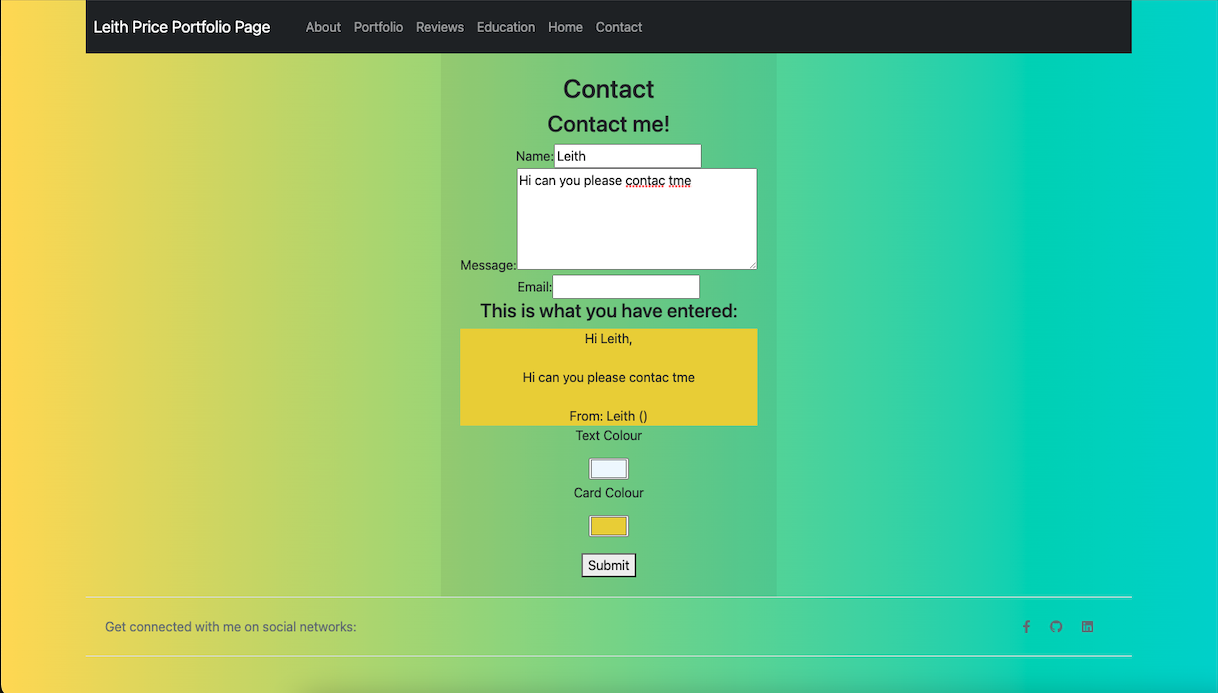 Leith Price Portfolio Page About Portfolio Reviews Education Home Contact
Contact
Contact me!
Name: Leith
Hi can you please contac tme
Message:
Email:
This is what you have entered:
Hi Leith,
Hi can you please contac tme
From: Leith ()
Text Colour
Card Colour
Submit
Get connected with me on social networks: